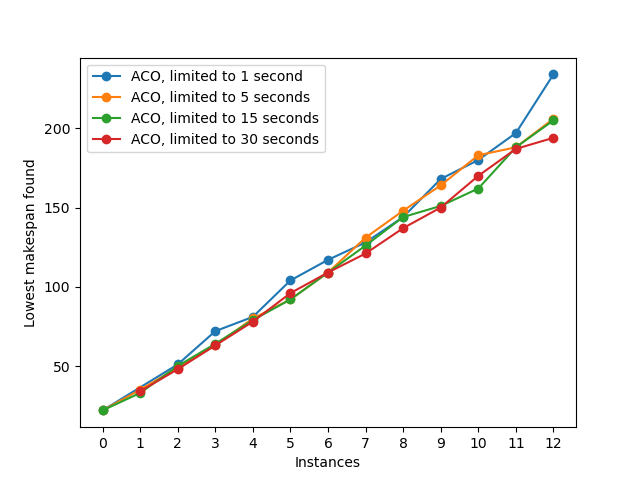 ACO, limited to 1 second
ACO, limited to 5 seconds
ACO, limited to 15 seconds
ACO, limited to 30 seconds
200
150
100
50
Lowest makespan found
0 1 2 3 4 5 6 7 8 9 10 11 12
Instances